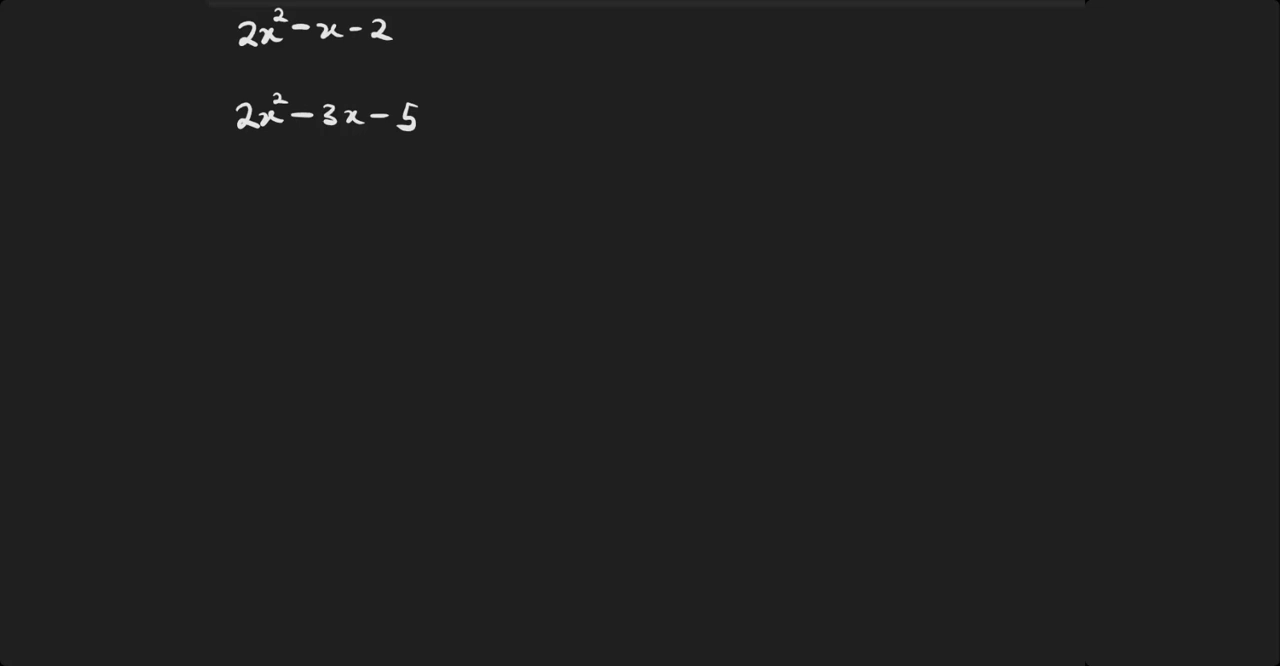 2x² - x - 2
2x² - 3x - 5